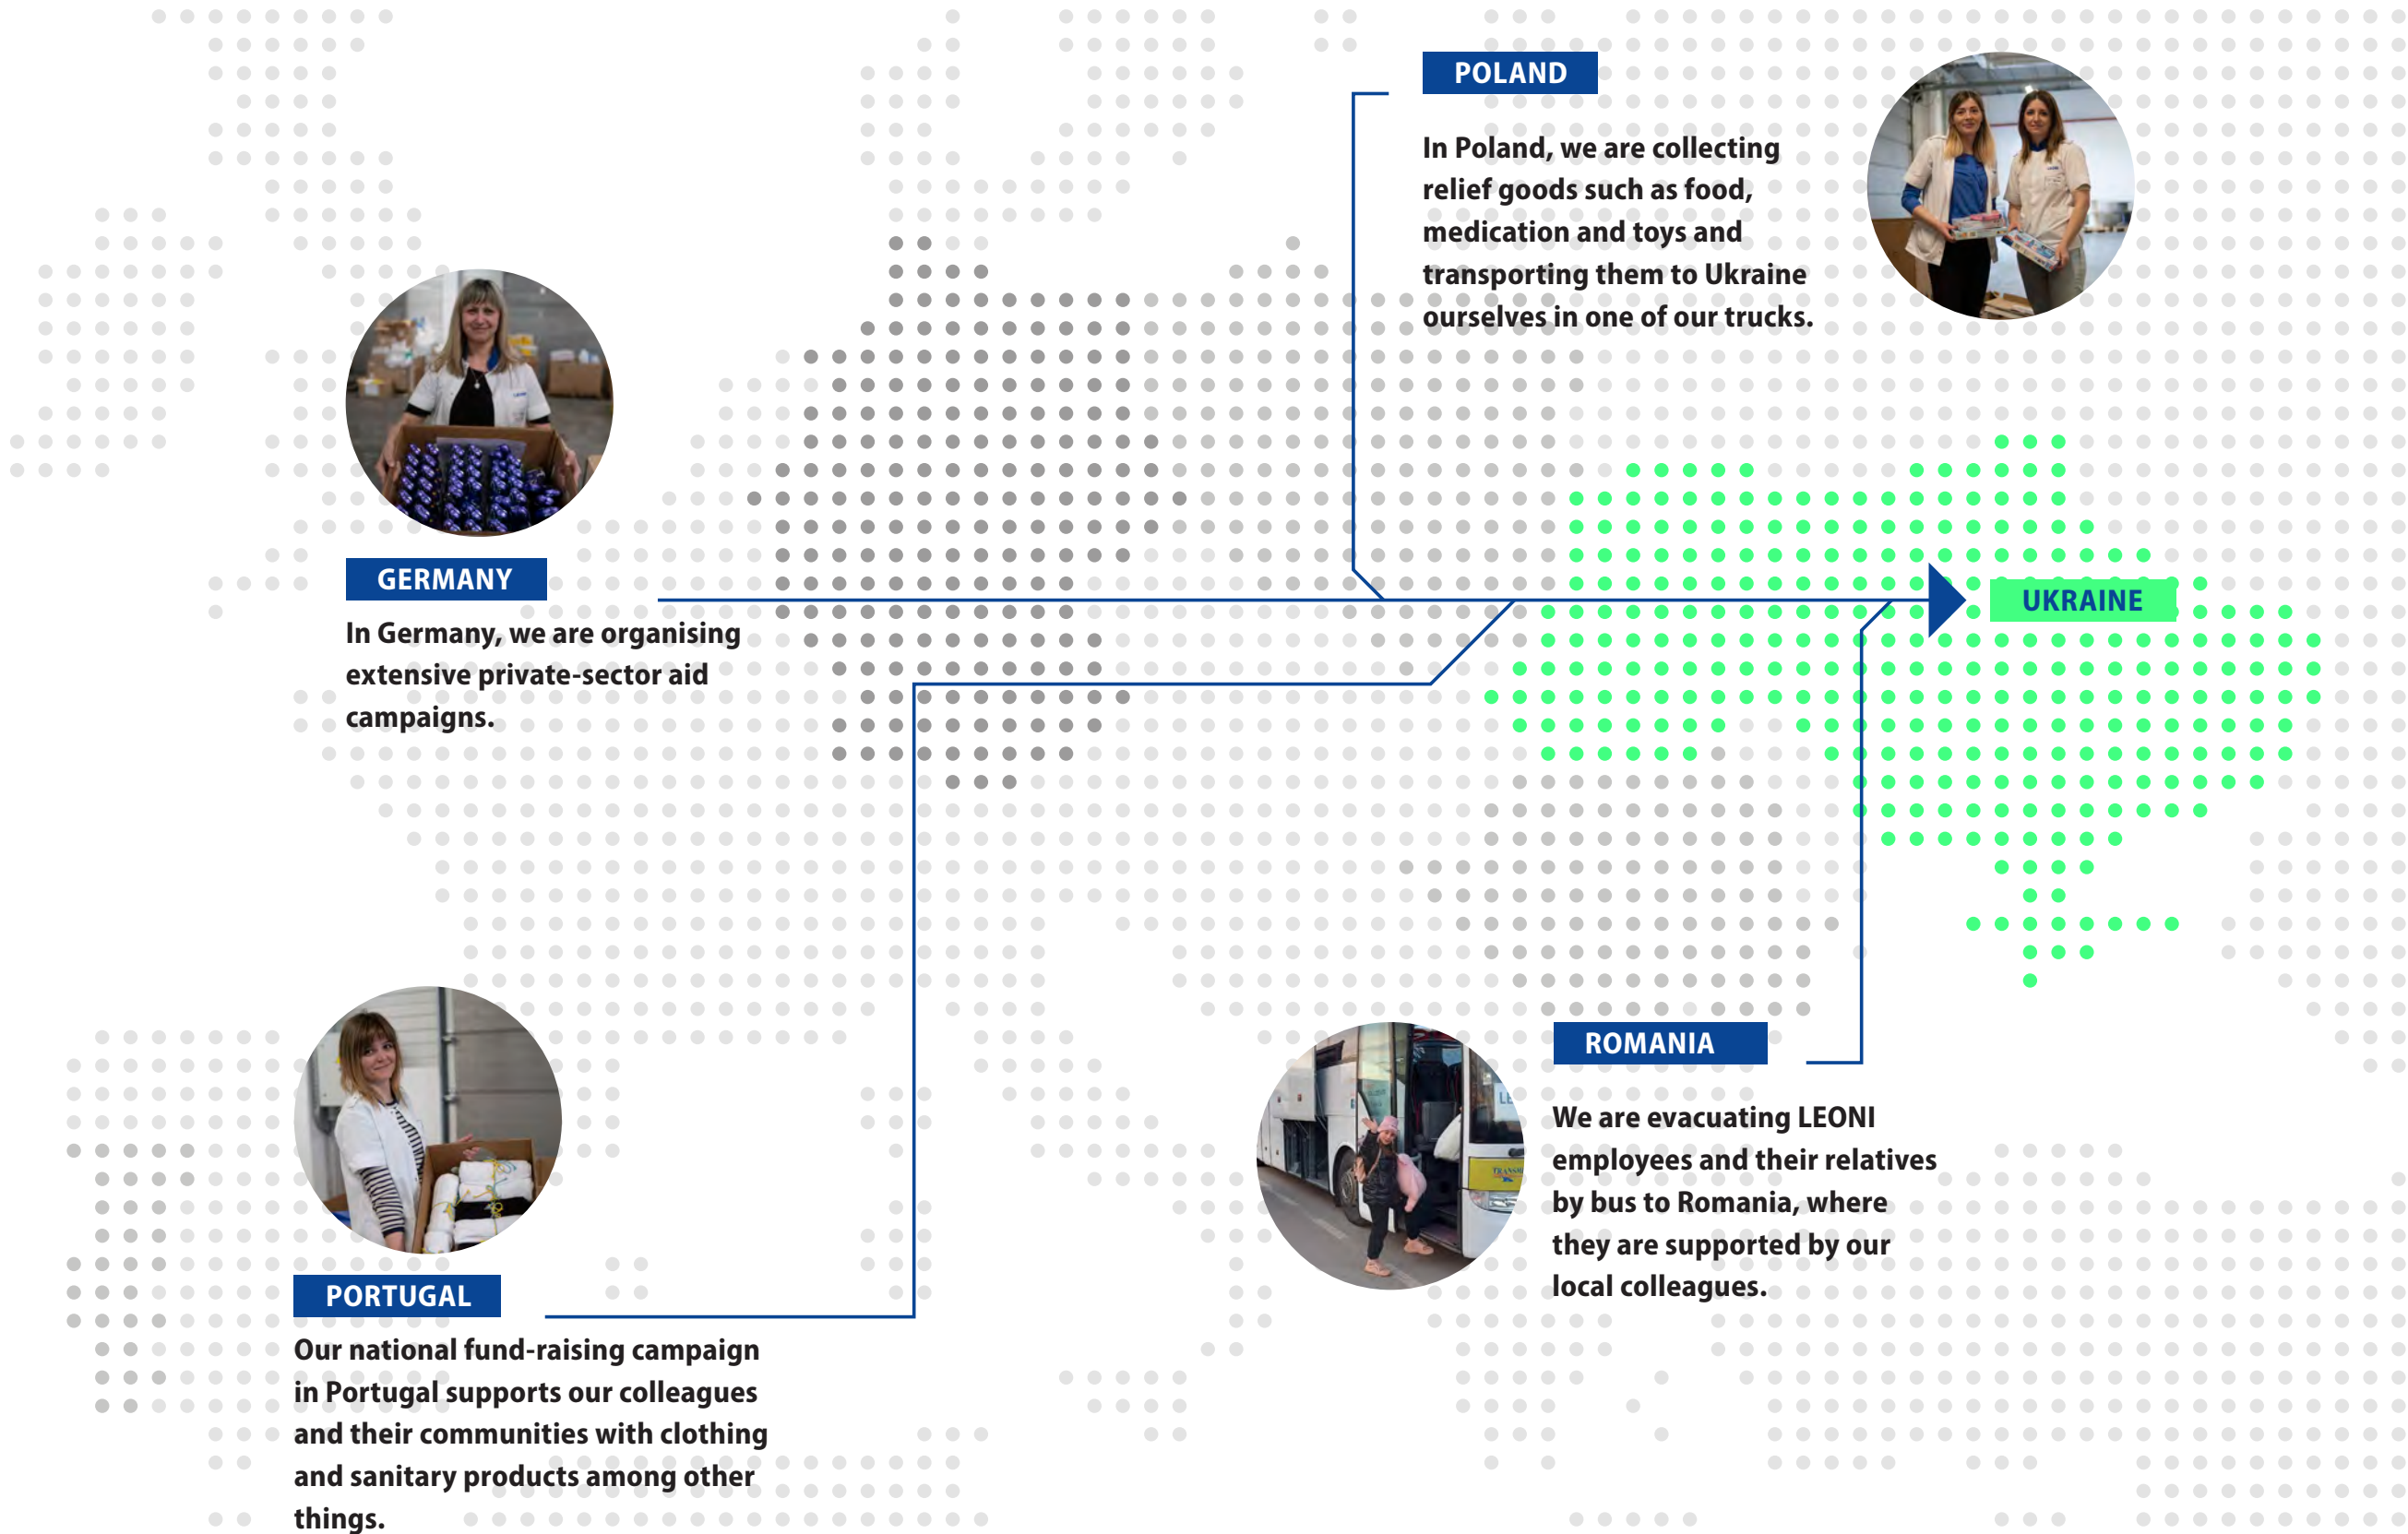 POLAND
In Poland, we are collecting
relief goods such as food,
medication and toys and
transporting them to Ukraine
ourselves in one of our trucks.
GERMANY
In Germany, we are organising
extensive private-sector aid
campaigns.
UKRAINE
PORTUGAL
Our national fund-raising campaign
in Portugal supports our colleagues
and their communities with clothing
and sanitary products among other
things.
ROMANIA
We are evacuating LEONI
employees and their relatives
by bus to Romania, where
they are supported by our
local colleagues.